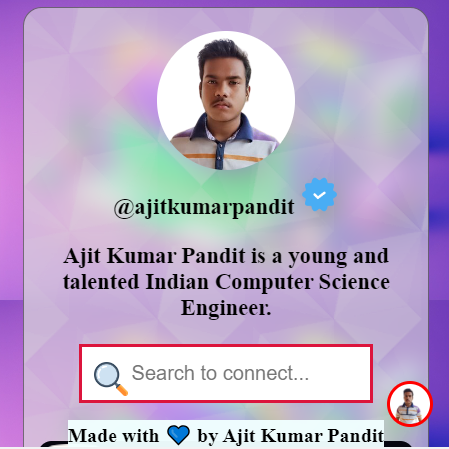 @ajitkumarpandit
Ajit Kumar Pandit is a young and
talented Indian Computer Science
Engineer.
Search to connect...
Made with 💙 by Ajit Kumar Pandit